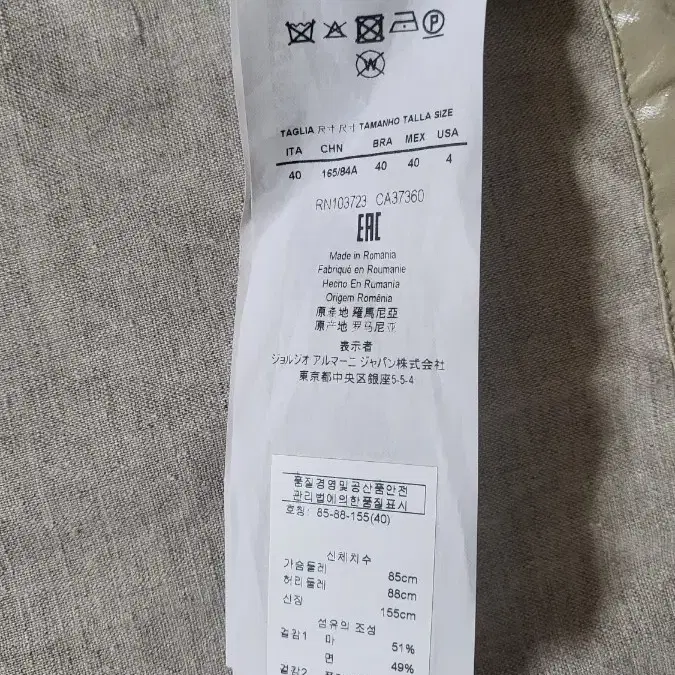 W
P
TAGLIA 尺寸 尺寸 TAMANHO TALLA SIZE
ITA CHN BRA MEX USA
40 165/84A 40 40 4
RN103723 CA37360
EAC
Made in Romania
Fabriqué en Roumanie
Hecho En Rumania
Origem Romênia
原產地 羅馬尼亞
原产地 罗马尼亚
表示者
ジョルジオ アルマーニ ジャパン株式会社
東京都中央区銀座5-5-4
품질경영및공산품안전
관리법에의한품질표시
호칭: 85-88-155(40)
신체치수
가슴둘레 85cm
허리둘레 88cm
신장 155cm
섬유의 조성
겉감1 마 51%
면 49%
겉감2